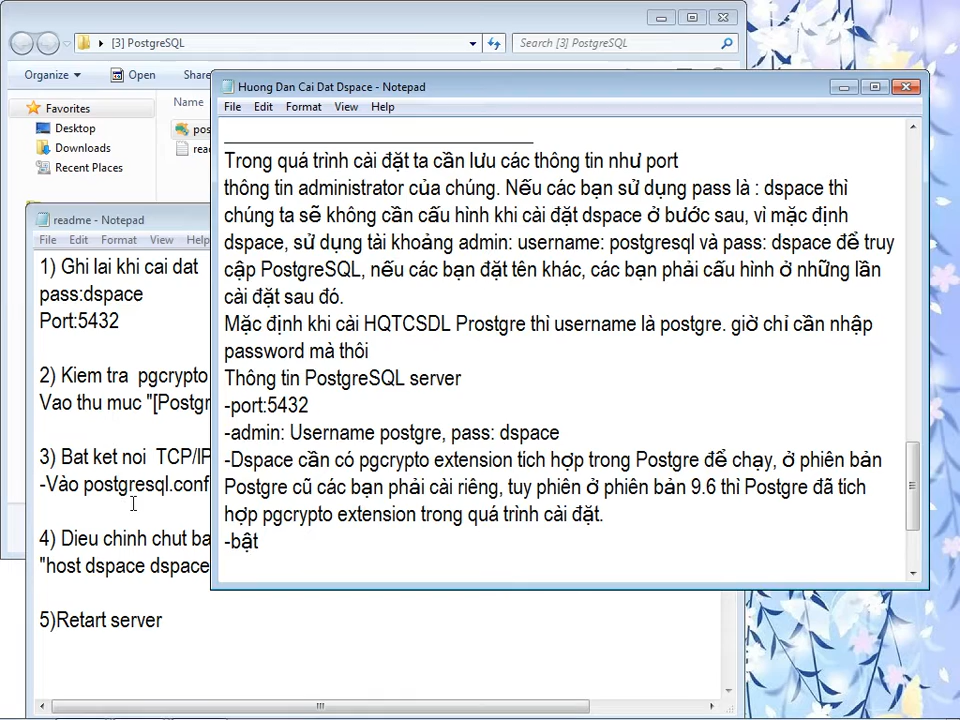 [3] PostgreSQL
Search [3] PostgreSQL
Organize
Open
Share
Favorites
Name
Desktop
Downloads
Recent Places
pos
rea
readme - Notepad
File Edit Format View Help
1) Ghi lai khi cai dat
pass:dspace
Port:5432
2) Kiem tra pgcrypto
Vao thu muc "[Postgr
3) Bat ket noi TCP/IP
-Vào postgresql.conf
4) Dieu chinh chut ba
"host dspace dspace
5)Retart server
Huong Dan Cai Dat Dspace - Notepad
File Edit Format View Help
Trong quá trình cài đặt ta cần lưu các thông tin như port
thông tin administrator của chúng. Nếu các bạn sử dụng pass là : dspace thì
chúng ta sẽ không cần cấu hình khi cài đặt dspace ở bước sau, vì mặc định
dspace, sử dụng tài khoảng admin: username: postgresql và pass: dspace để truy
cập PostgreSQL, nếu các bạn đặt tên khác, các bạn phải cấu hình ở những lần
cài đặt sau đó.
Mặc định khi cài HQTCSDL Prostgre thì username là postgre. giờ chỉ cần nhập
password mà thôi
Thông tin PostgreSQL server
-port:5432
-admin: Username postgre, pass: dspace
-Dspace cần có pgcrypto extension tích hợp trong Postgre để chạy, ở phiên bản
Postgre cũ các bạn phải cài riêng, tuy phiên ở phiên bản 9.6 thì Postgre đã tích
hợp pgcrypto extension trong quá trình cài đặt.
-bật